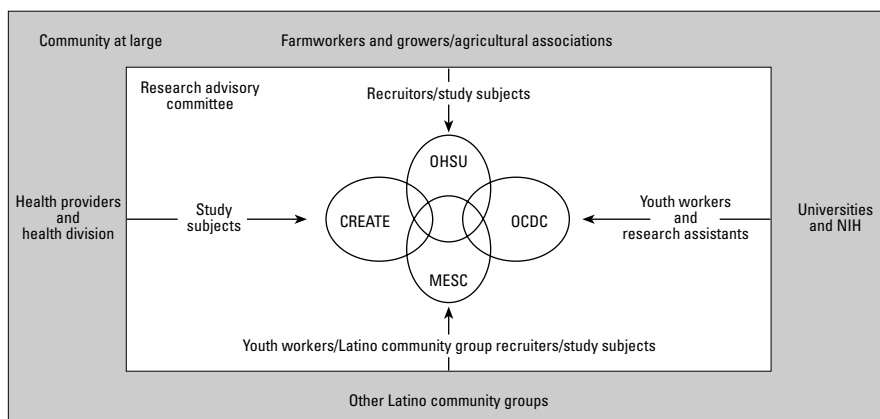 Community at large
Farmworkers and growers/agricultural associations
Research advisory
committee
Recruitors/study subjects
OHSU
Health providers
and
health division
Study
subjects
CREATE
OCDC
Youth workers
and
research assistants
Universities
and NIH
MESC
Youth workers/Latino community group recruiters/study subjects
Other Latino community groups